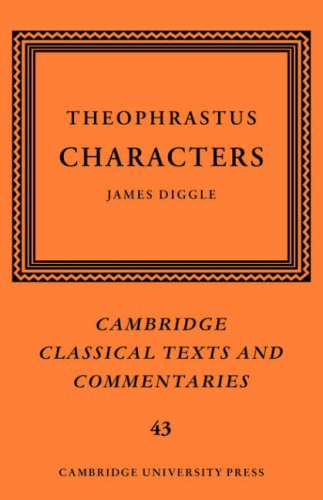 THEOPHRASTUS
CHARACTERS
JAMES DIGGLE
CAMBRIDGE
CLASSICAL TEXTS AND
COMMENTARIES
43
CAMBRIDGE UNIVERSITY PRESS